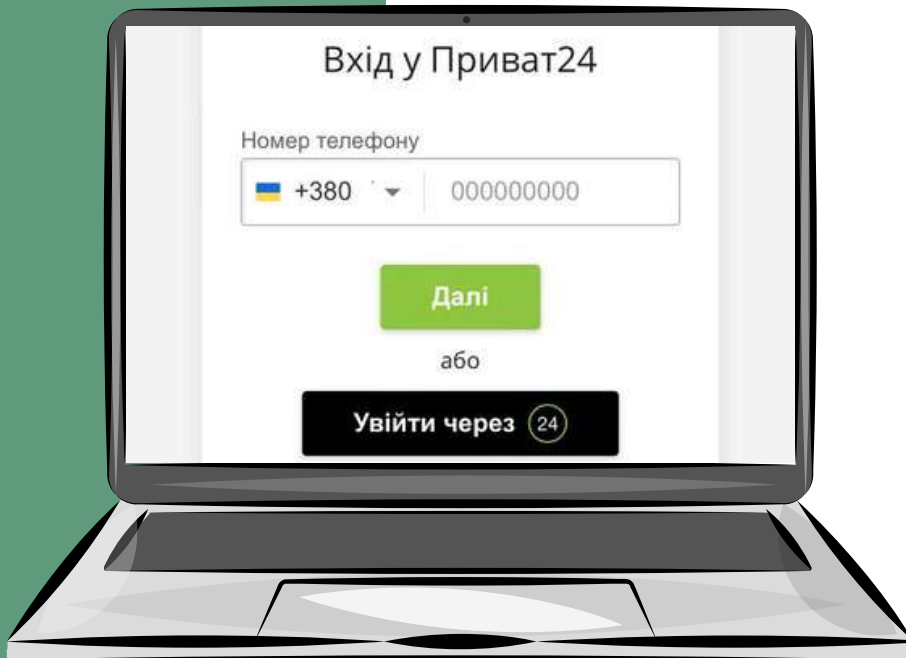 Вхід у Приват24
Номер телефону
+380 000000000
Далі
або
Увійти через 24